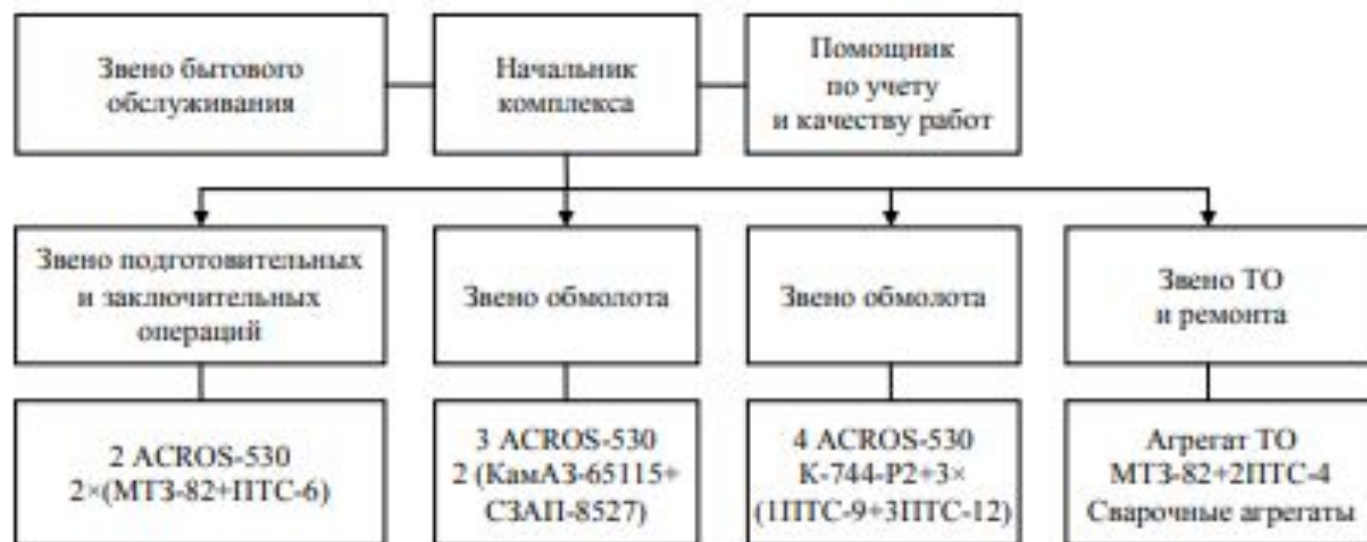 Звено бытового
обслуживания
Начальник
комплекса
Помощник
по учету
и качеству работ
Звено подготовительных
и заключительных
операций
Звено обмолота
Звено обмолота
Звено ТО
и ремонта
2 ACROS-530
2×(МТЗ-82+ПТС-6)
3 ACROS-530
2 (КамАЗ-65115+
СЗАП-8527)
4 ACROS-530
К-744-Р2+3×
(1ПТС-9+3ПТС-12)
Агрегат ТО
МТЗ-82+2ПТС-4
Сварочные агрегаты